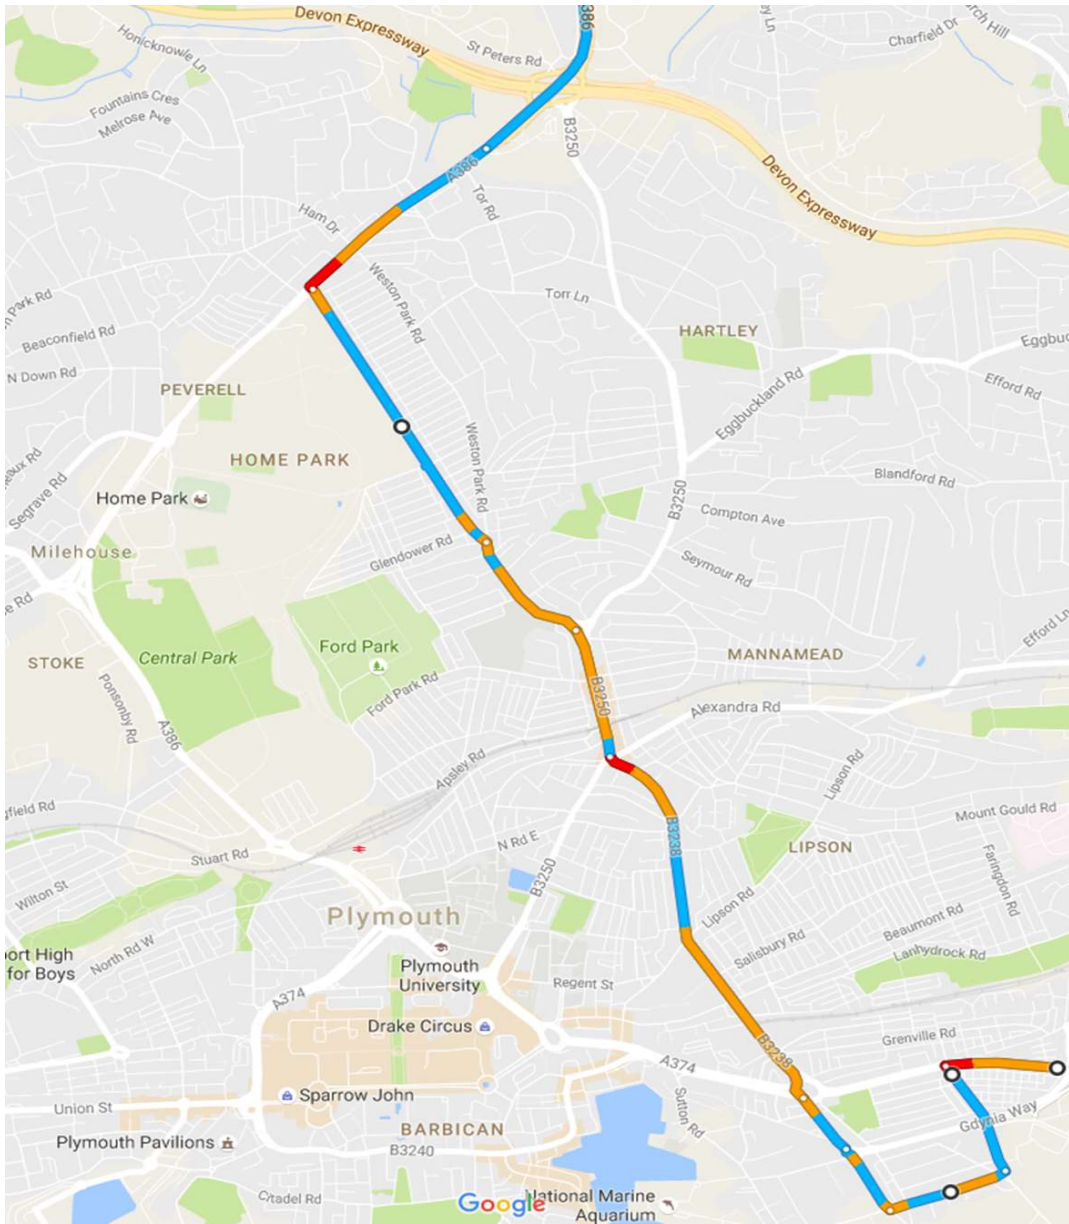 Devon Expressway
A386
Honicknowle Ln
St Peters Rd
Charfield Dr
Fountains Cres
Melrose Ave
B3250
A386
Tor Rd
Devon Expressway
Ham Dr
Weston Park Rd
Torr Ln
Park Rd
Beaconfield Rd
HARTLEY
N Down Rd
PEVERELL
Eggbuckland Rd
Efford Rd
HOME PARK
Weston Park Rd
Segrave Rd
Home Park
Blandford Rd
B3250
Compton Ave
Milehouse
Glendower Rd
Seymour Rd
Efford Ln
STOKE
Central Park
Ford Park
MANNAMEAD
Ponsonby Rd
Ford Park Rd
B3250
Alexandra Rd
A386
Apsley Rd
Lipson Rd
Mount Gould Rd
Stuart Rd
N Rd E
B3238
LIPSON
Faringdon Rd
Wilton St
B3250
Plymouth
Lipson Rd
Beaumont Rd
ort High
for Boys
North Rd W
Plymouth
University
Salisbury Rd
Lanhydrock Rd
Regent St
A374
Drake Circus
B3238
Grenville Rd
A374
Sparrow John
Union St
Sutton Rd
Gdynia Way
BARBICAN
Plymouth Pavilions
B3240
Citadel Rd
Google
National Marine
Aquarium